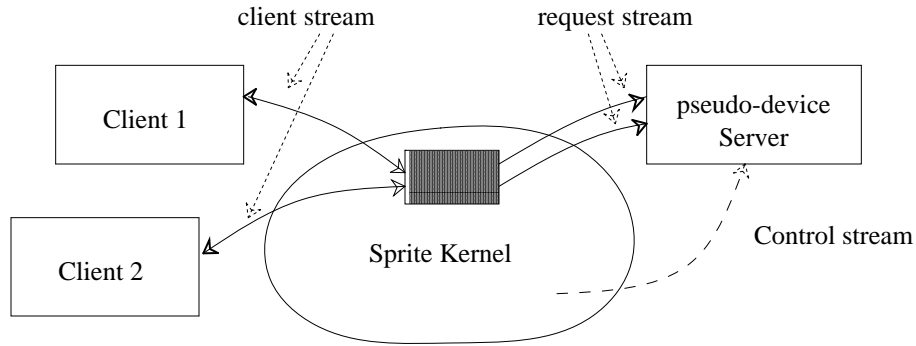 client stream
request stream
Client 1
pseudo-device
Server
Client 2
Sprite Kernel
Control stream